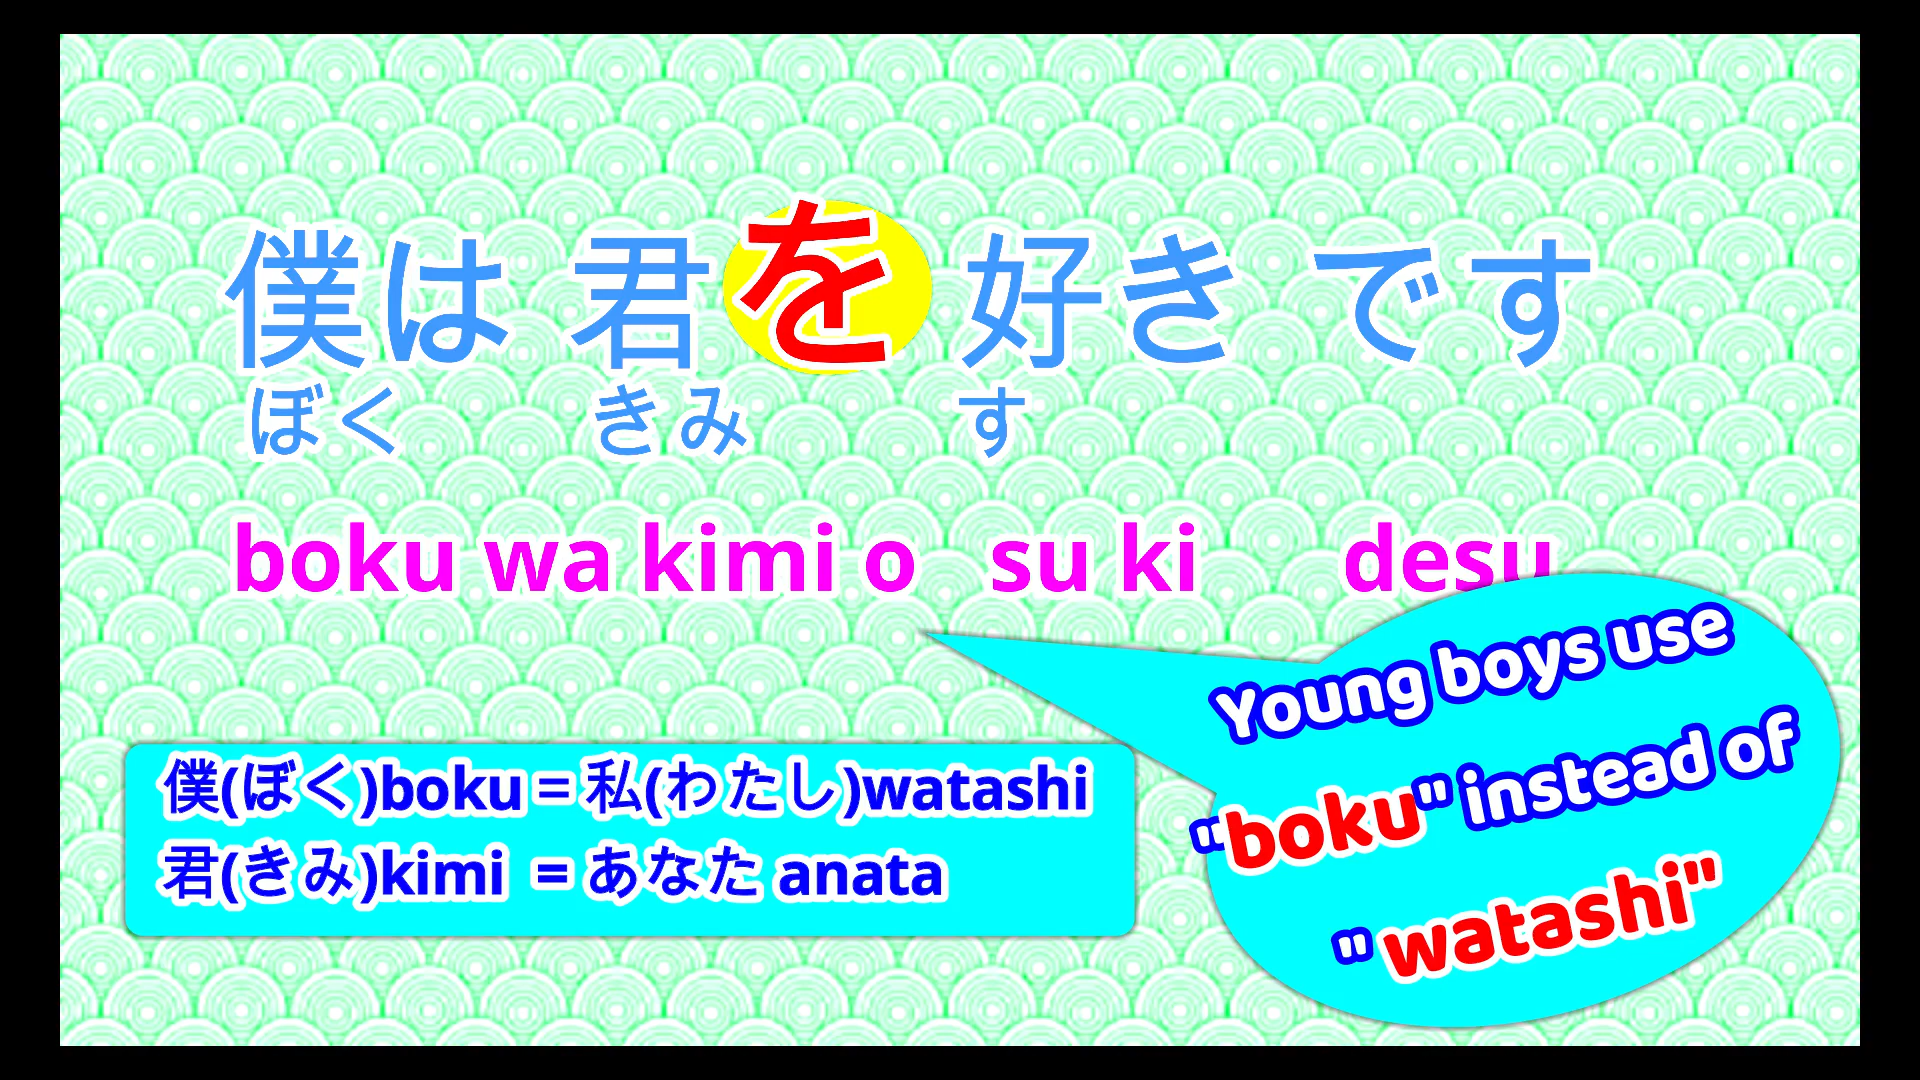 僕は 君を 好き です
ぼく きみ す
boku wa kimi o su ki desu
僕(ぼく)boku＝私(わたし)watashi
君(きみ)kimi = あなた anata
Young boys use
"boku" instead of
"watashi"